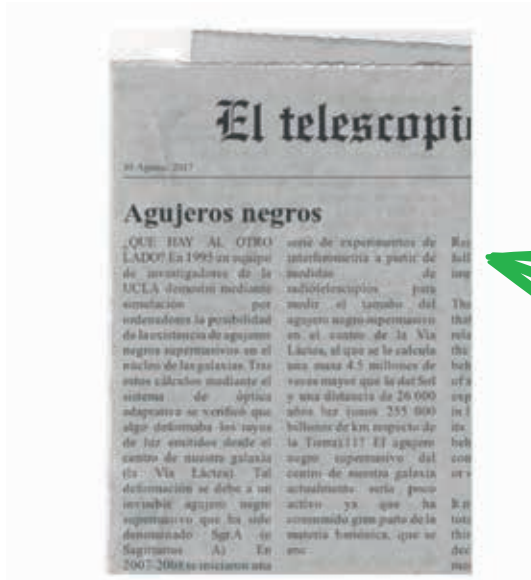 El telescopi
Agosto, 2017
Agujeros negros
¿QUE HAY AL OTRO
LADO? En 1995 un equipo
de investigadores de la
UCLA demostró mediante
simulación por
ordenadores la posibilidad
de la existencia de agujeros
negros supermasivos en el
núcleo de las galaxias. Tras
estos cálculos mediante el
sistema de óptica
adaptativa se verificó que
algo deformaba los rayos
de luz emitidos desde el
centro de nuestra galaxia
(la Vía Láctea). Tal
deformación se debe a un
invisible agujero negro
supermasivo que ha sido
denominado Sgr.A (o
Sagittarius A) En
2007-2008 se iniciaron una
serie de experimentos de
interferometría a partir de
medidas de
radiotelescopios para
medir el tamaño del
agujero negro supermasivo
en el centro de la Vía
Láctea, al que se le calcula
una masa 4.5 millones de
veces mayor que la del Sol
y una distancia de 26 000
años luz (unos 255 000
billones de km respecto de
la Tierra).11? El agujero
negro supermasivo del
centro de nuestra galaxia
actualmente sería poco
activo ya que ha
consumido gran parte de la
materia bariónica, que se
enc